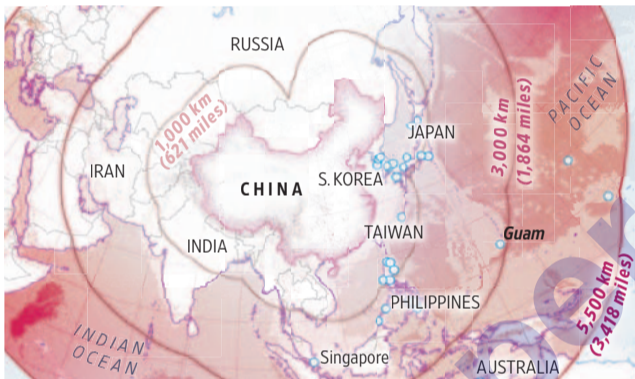 RUSSIA
PACIFIC
OCEAN
1,000 km
(621 miles)
JAPAN
3,000 km
(1,864 miles)
IRAN
CHINA
S. KOREA
TAIWAN
Guam
INDIA
5,500 km
(3,418 miles)
PHILIPPINES
INDIAN
OCEAN
Singapore
AUSTRALIA